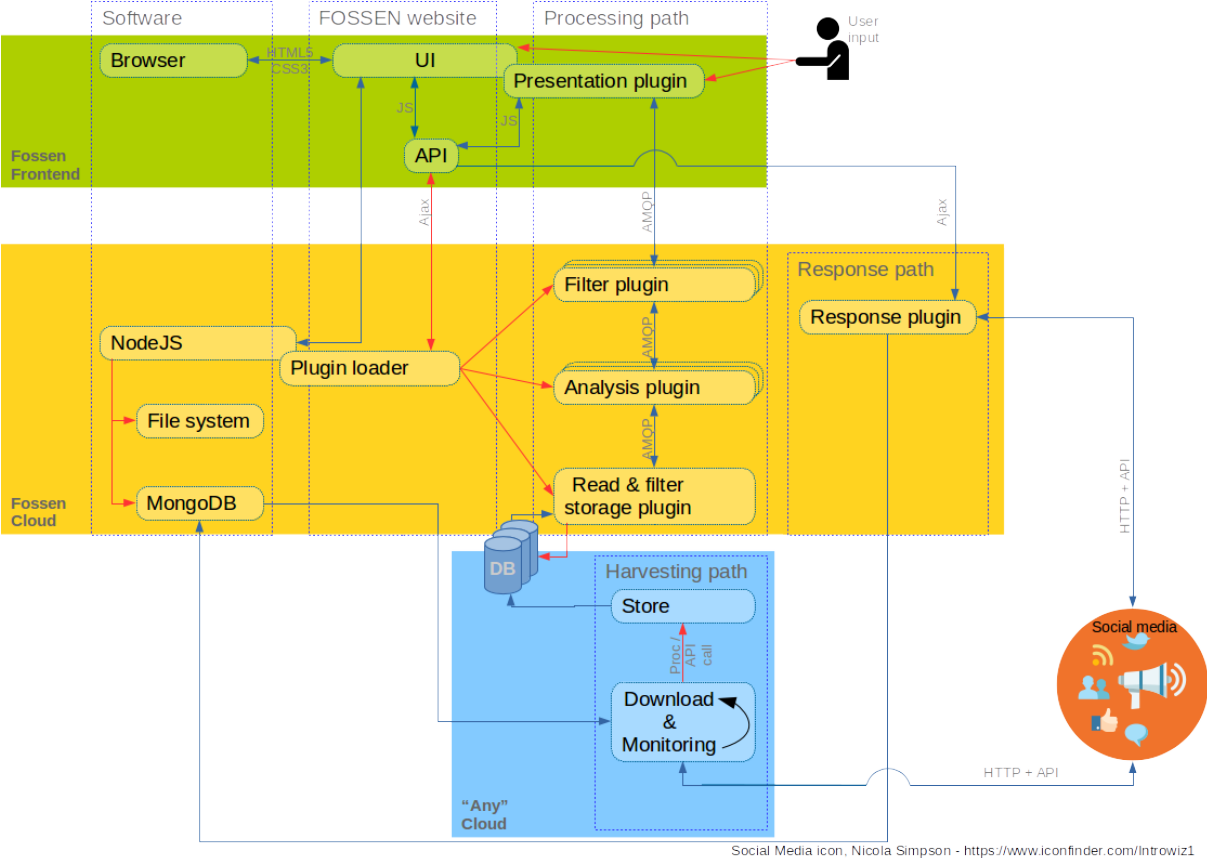 Software
FOSSEN website
Processing path
User
input
Browser
HTML5
CSS3
UI
Presentation plugin
JS
JS
API
Fossen
Frontend
Ajax
AMQP
Ajax
Response path
Filter plugin
Response plugin
NodeJS
AMQP
Plugin loader
Analysis plugin
File system
AMQP
Read & filter
storage plugin
MongoDB
Fossen
Cloud
HTTP + API
DB
Harvesting path
Store
Social media
Proc /
API
call
Download
&
Monitoring
HTTP + API
“Any”
Cloud
Social Media icon, Nicola Simpson - https://www.iconfinder.com/Introwiz1